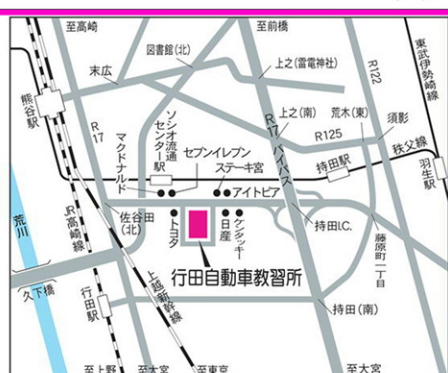 至高崎
至前橋
図書館(北)
上之(雷電神社)
末広
R122
東武伊勢崎線
熊谷駅
ソシオ流通センター駅
R17
マクドナルド
上之(南)
荒木(東)
須影
R17バイパス
R125
秩父線
セブンイレブン
ステーキ宮
持田駅
羽生駅
アイトピア
荒川
JR高崎線
佐谷田(北)
トヨタ
日産
ケンタッキー
持田I.C.
藤原町一丁目
行田自動車教習所
久下橋
行田駅
上越新幹線
持田(南)
至上野
至大宮
至東京
至大宮